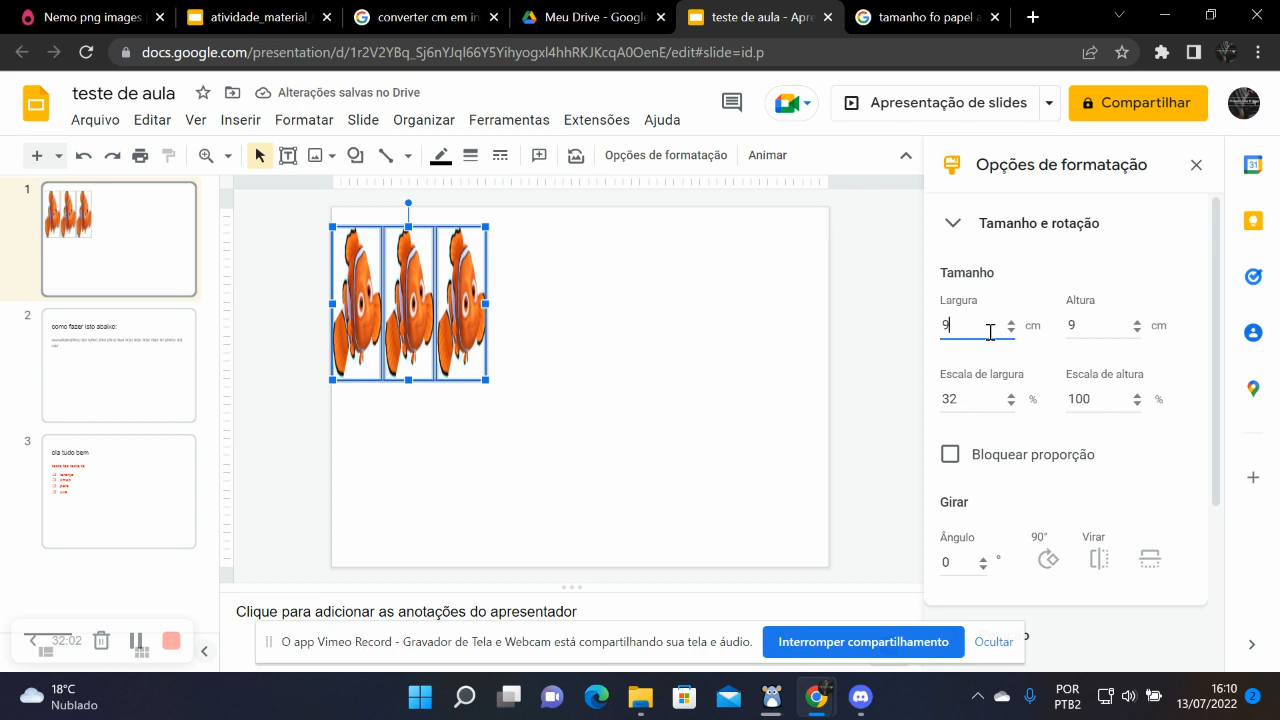 Nemo png images
atividade_material_
converter cm em in
Meu Drive - Google
teste de aula - Apre
tamanho fo papel a
docs.google.com/presentation/d/1r2V2YBq_Sj6nYJql66Y5Yihyogxl4hhRKJKcqA0OenE/edit#slide=id.p
teste de aula
Alterações salvas no Drive
Apresentação de slides
Compartilhar
Arquivo Editar Ver Inserir Formatar Slide Organizar Ferramentas Extensões Ajuda
Opções de formatação
Animar
Opções de formatação
31
1
Tamanho e rotação
Tamanho
Largura
Altura
9 cm
9 cm
2
como fazer isto abaixo:
Escala de largura
Escala de altura
32 %
100 %
3
ola tudo bem
Bloquear proporção
Girar
Ângulo
90°
Virar
0 °
Clique para adicionar as anotações do apresentador
32:02
O app Vimeo Record - Gravador de Tela e Webcam está compartilhando sua tela e áudio.
Interromper compartilhamento
Ocultar
18°C
Nublado
POR
PTB2
16:10
13/07/2022
2